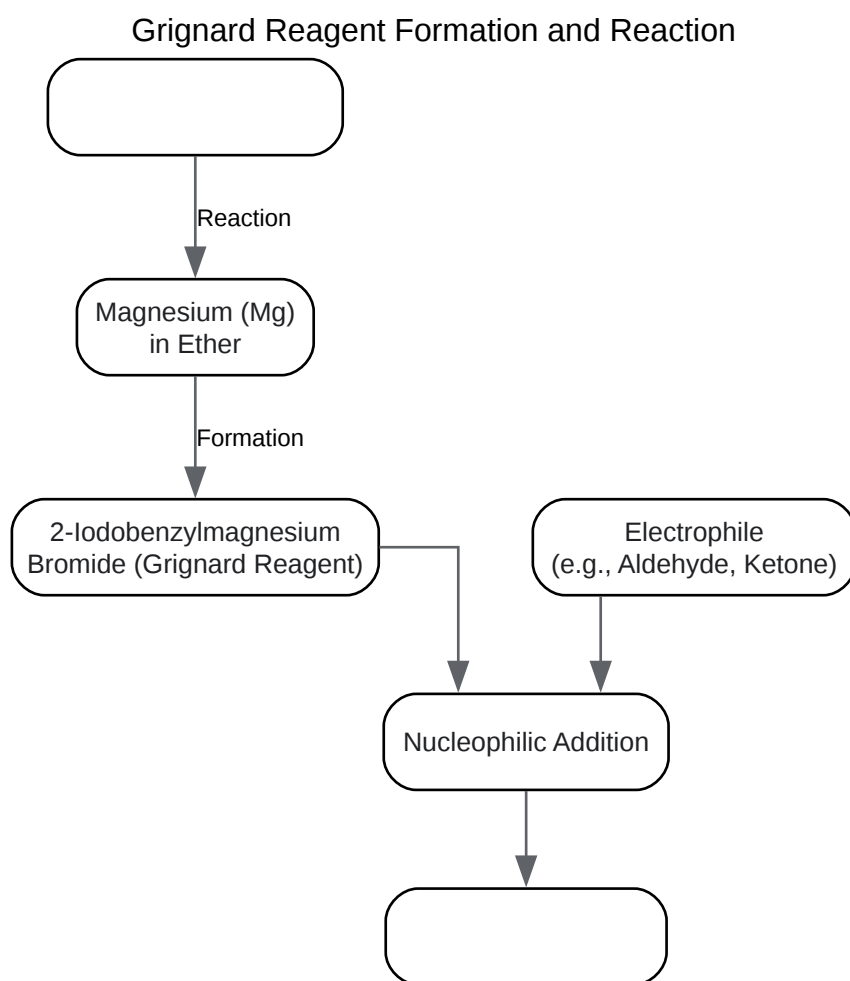 Grignard Reagent Formation and Reaction
Reaction
Magnesium (Mg)
in Ether
Formation
2-Iodobenzylmagnesium
Bromide (Grignard Reagent)
Electrophile
(e.g., Aldehyde, Ketone)
Nucleophilic Addition